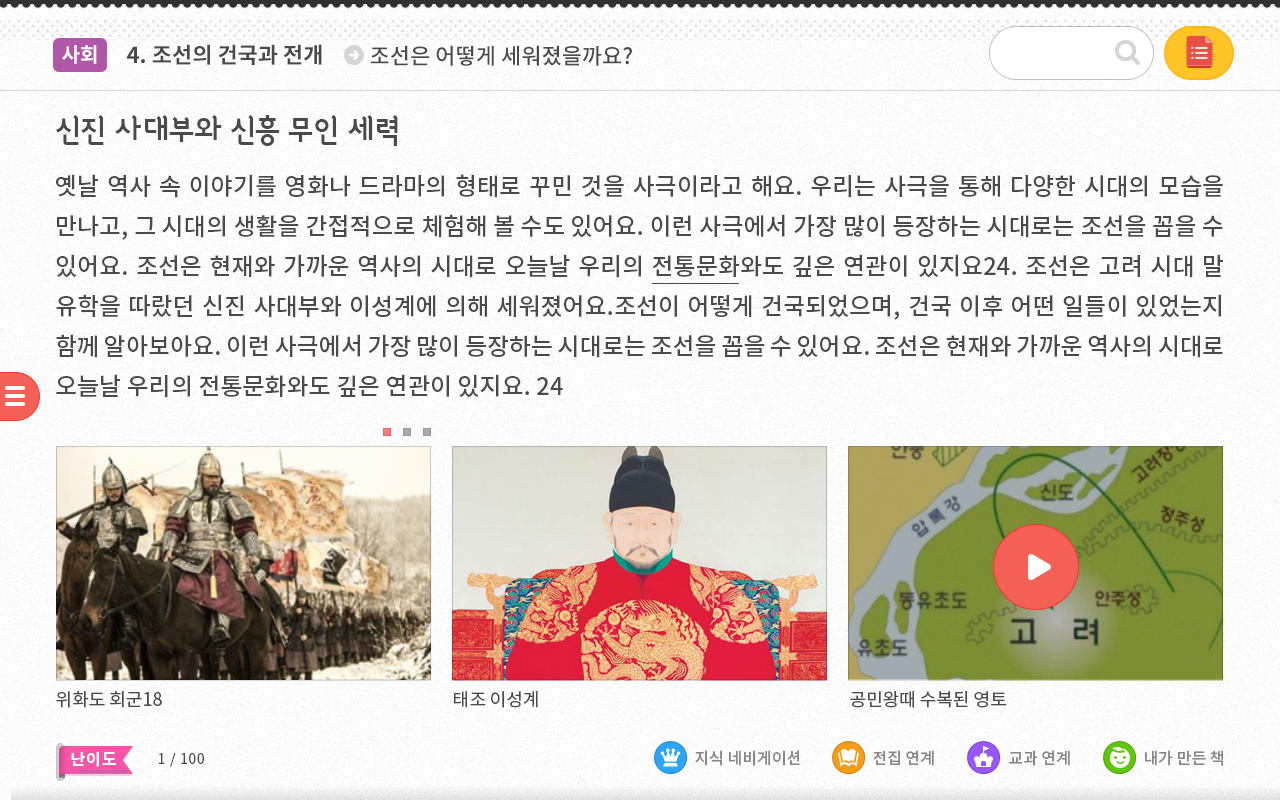 사회 4. 조선의 건국과 전개 조선은 어떻게 세워졌을까요?
신진 사대부와 신흥 무인 세력
옛날 역사 속 이야기를 영화나 드라마의 형태로 꾸민 것을 사극이라고 해요. 우리는 사극을 통해 다양한 시대의 모습을
만나고, 그 시대의 생활을 간접적으로 체험해 볼 수도 있어요. 이런 사극에서 가장 많이 등장하는 시대로는 조선을 꼽을 수
있어요. 조선은 현재와 가까운 역사의 시대로 오늘날 우리의 전통문화와도 깊은 연관이 있지요24. 조선은 고려 시대 말
유학을 따랐던 신진 사대부와 이성계에 의해 세워졌어요.조선이 어떻게 건국되었으며, 건국 이후 어떤 일들이 있었는지
함께 알아보아요. 이런 사극에서 가장 많이 등장하는 시대로는 조선을 꼽을 수 있어요. 조선은 현재와 가까운 역사의 시대로
오늘날 우리의 전통문화와도 깊은 연관이 있지요. 24
신도
고려장성
압록강
정주성
동유초도
안주성
고 려
유초도
위화도 회군18
태조 이성계
공민왕때 수복된 영토
난이도 1 / 100
지식 네비게이션
전집 연계
교과 연계
내가 만든 책